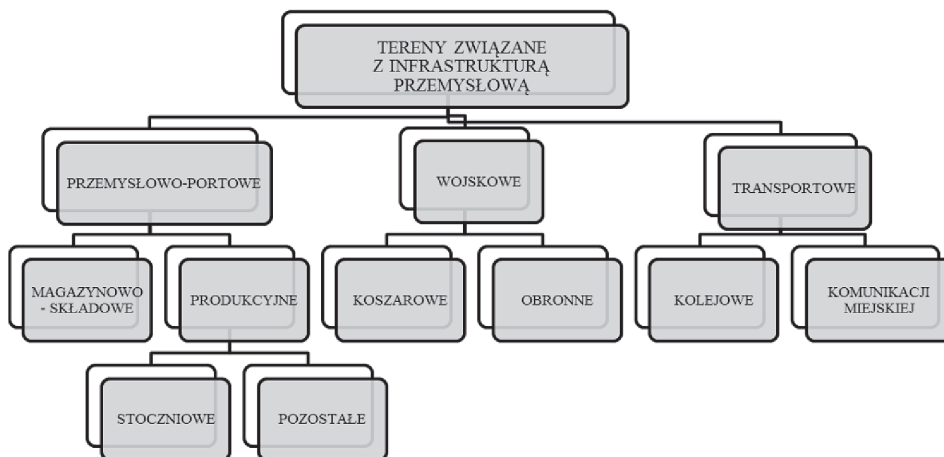 TERENY ZWIĄZANE
Z INFRASTRUKTURĄ
PRZEMYSŁOWĄ
PRZEMYSŁOWO-PORTOWE
WOJSKOWE
TRANSPORTOWE
MAGAZYNOWO
- SKŁADOWE
PRODUKCYJNE
KOSZAROWE
OBRONNE
KOLEJOWE
KOMUNIKACJI
MIEJSKIEJ
STOCZNIOWE
POZOSTAŁE